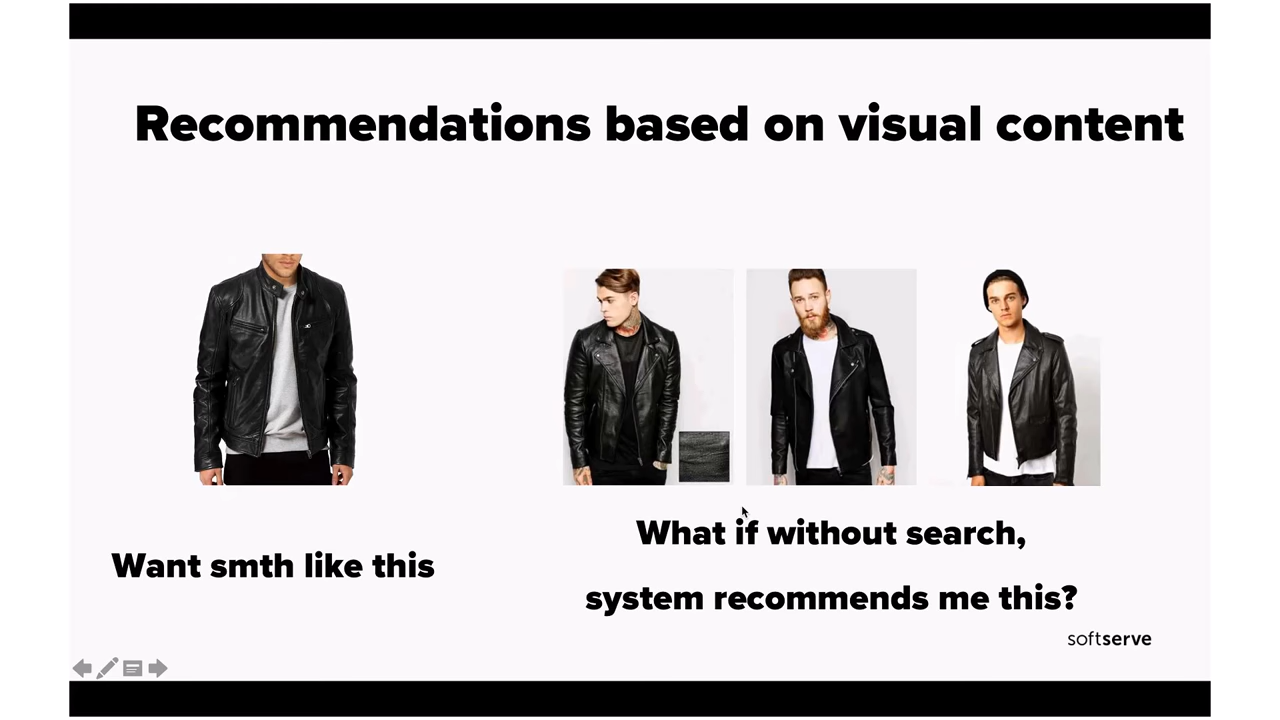 Recommendations based on visual content
Want smth like this
What if without search,
system recommends me this?
softserve